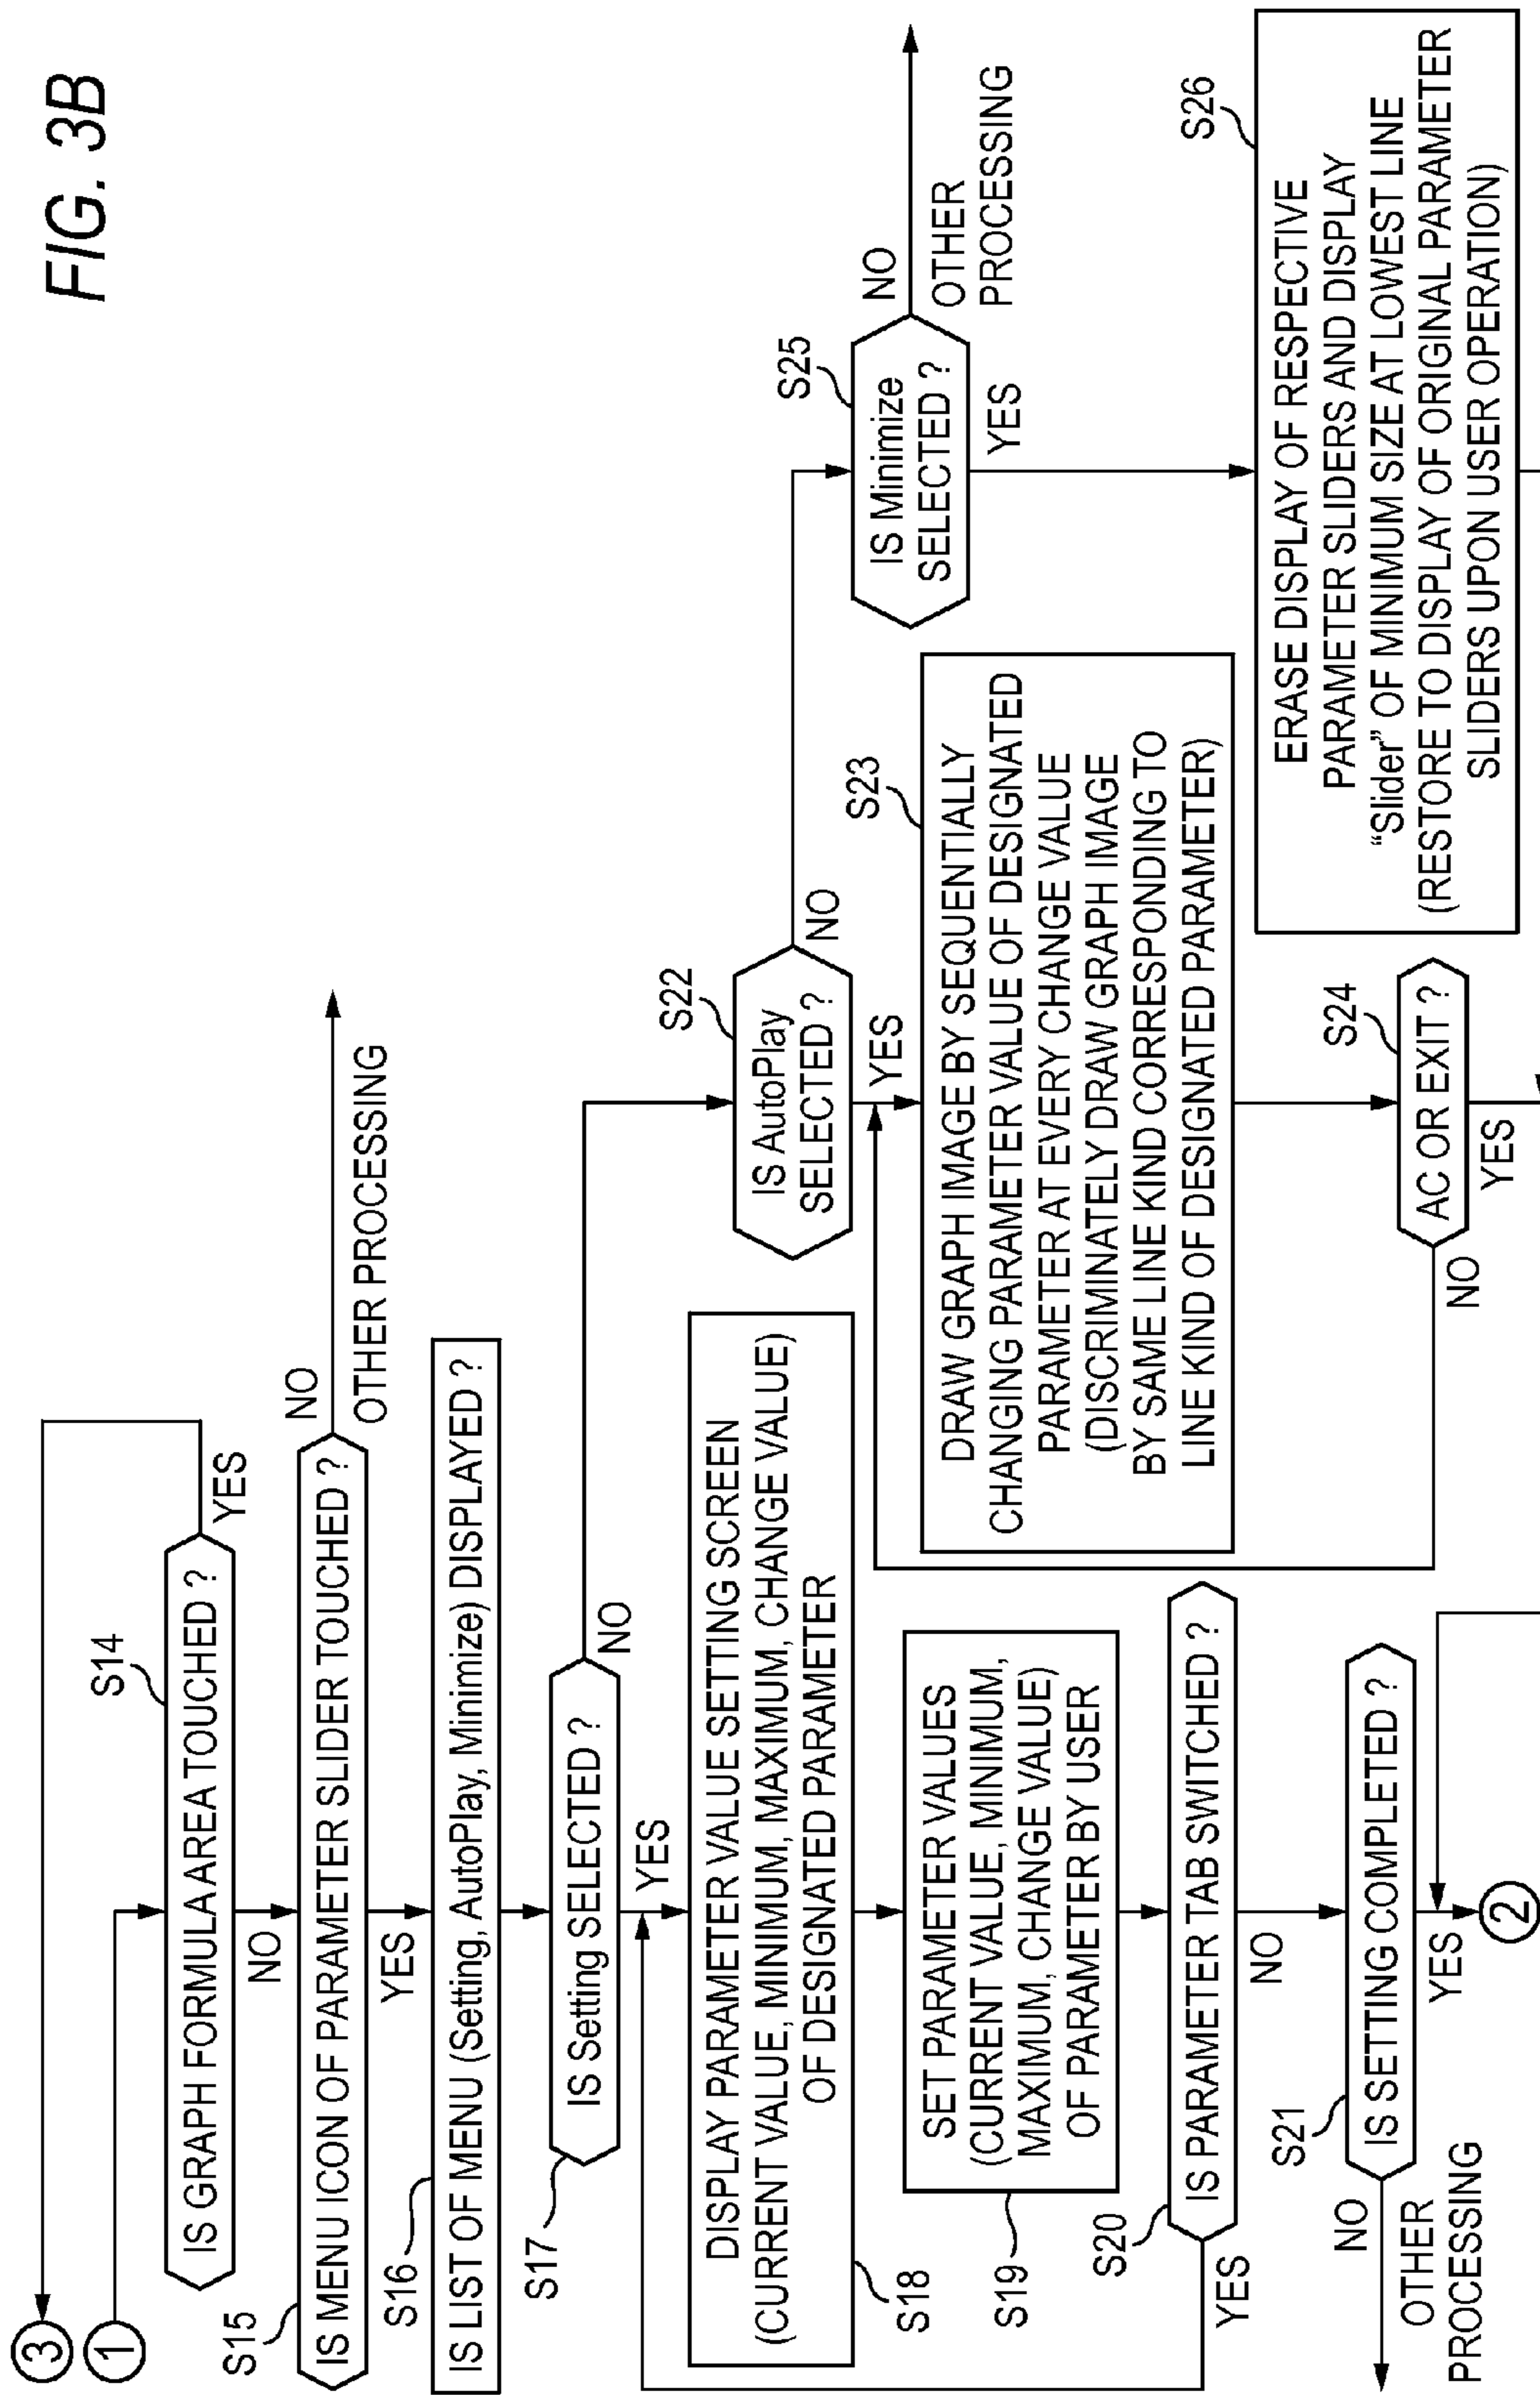 FIG. 3B
3
1
S14
IS GRAPH FORMULA AREA TOUCHED ?
YES
NO
S15
IS MENU ICON OF PARAMETER SLIDER TOUCHED ?
NO
OTHER PROCESSING
YES
S16
IS LIST OF MENU (Setting, AutoPlay, Minimize) DISPLAYED ?
S17
IS Setting SELECTED ?
NO
YES
S18
DISPLAY PARAMETER VALUE SETTING SCREEN
(CURRENT VALUE, MINIMUM, MAXIMUM, CHANGE VALUE)
OF DESIGNATED PARAMETER
S19
SET PARAMETER VALUES
(CURRENT VALUE, MINIMUM,
MAXIMUM, CHANGE VALUE)
OF PARAMETER BY USER
S20
IS PARAMETER TAB SWITCHED ?
YES
NO
S21
IS SETTING COMPLETED ?
NO
OTHER
PROCESSING
YES
2
S22
IS AutoPlay
SELECTED ?
NO
YES
S23
DRAW GRAPH IMAGE BY SEQUENTIALLY
CHANGING PARAMETER VALUE OF DESIGNATED
PARAMETER AT EVERY CHANGE VALUE
(DISCRIMINATELY DRAW GRAPH IMAGE
BY SAME LINE KIND CORRESPONDING TO
LINE KIND OF DESIGNATED PARAMETER)
S24
AC OR EXIT ?
NO
YES
S25
IS Minimize
SELECTED ?
NO
OTHER
PROCESSING
YES
S26
ERASE DISPLAY OF RESPECTIVE
PARAMETER SLIDERS AND DISPLAY
“Slider” OF MINIMUM SIZE AT LOWEST LINE
(RESTORE TO DISPLAY OF ORIGINAL PARAMETER
SLIDERS UPON USER OPERATION)